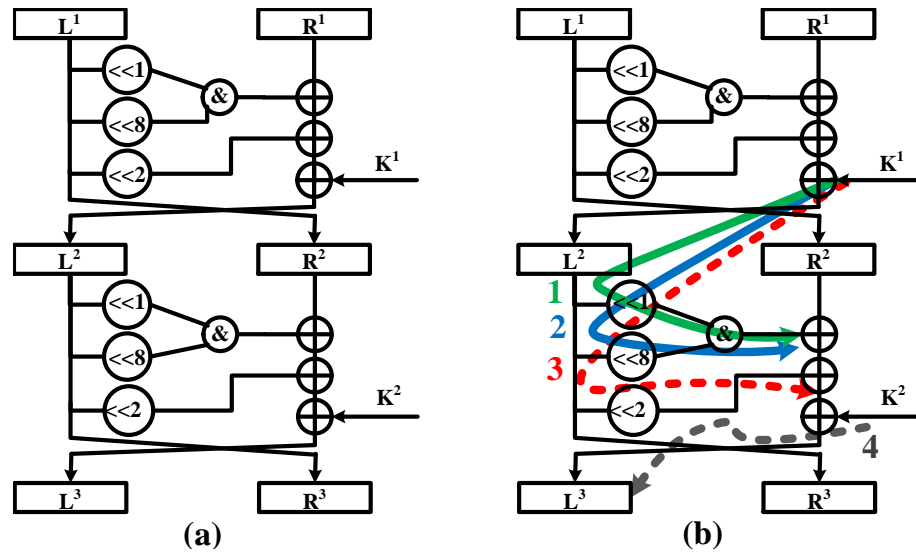 L¹ R¹ L¹ R¹
<<1 <<1
& &
<<8 <<8
<<2 K¹ <<2 K¹
L² R² L² R²
1 <<1 <<1
& 2 &
<<8 <<8
3
<<2 K² <<2 K²
4
L³ R³ L³ R³
(a) (b)